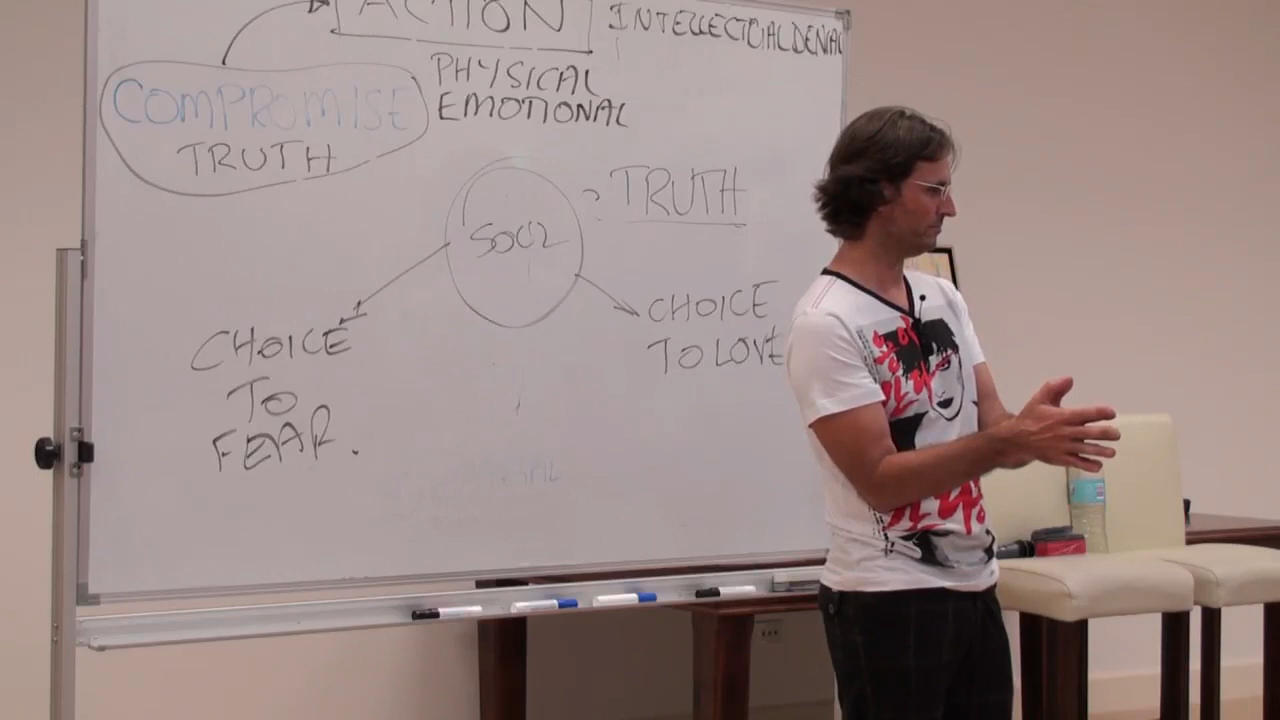 ACTION
INTELLECTUAL DENIAL
COMPROMISE
TRUTH
PHYSICAL
EMOTIONAL
? TRUTH
SOUL
CHOICE
TO
FEAR.
CHOICE
TO LOVE